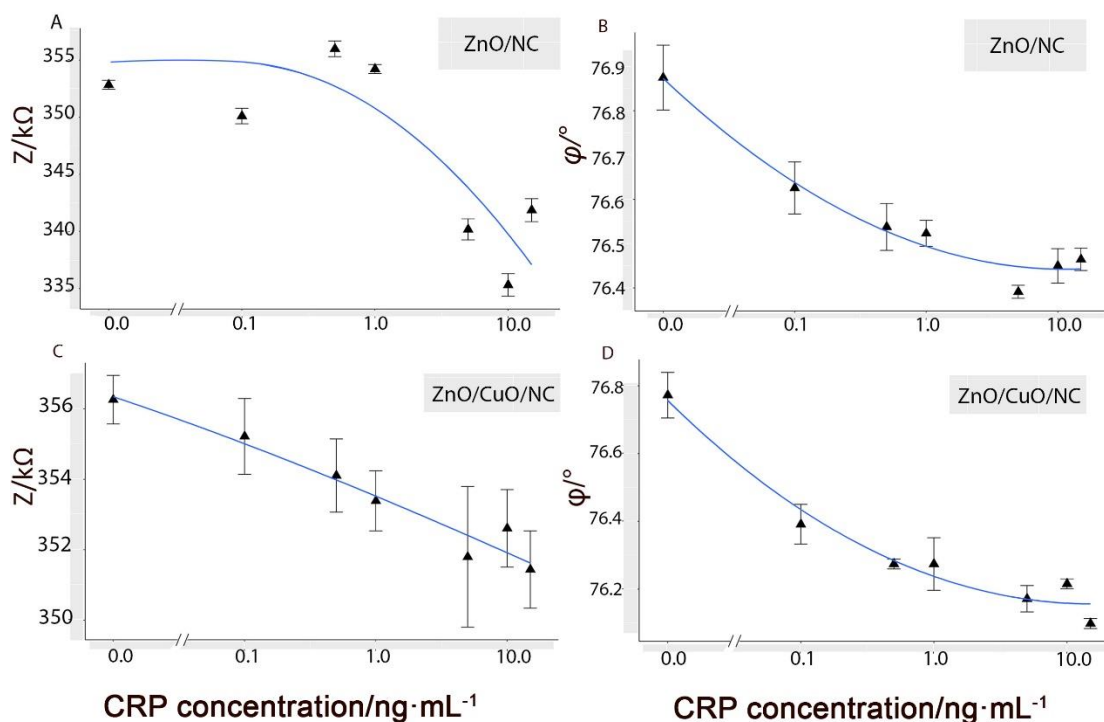 A
ZnO/NC
Z/kΩ
355
350
345
340
335
0.0
0.1
1.0
10.0
B
ZnO/NC
φ/°
76.9
76.8
76.7
76.6
76.5
76.4
0.0
0.1
1.0
10.0
C
ZnO/CuO/NC
Z/kΩ
356
354
352
350
0.0
0.1
1.0
10.0
CRP concentration/ng·mL⁻¹
D
ZnO/CuO/NC
φ/°
76.8
76.6
76.4
76.2
0.0
0.1
1.0
10.0
CRP concentration/ng·mL⁻¹